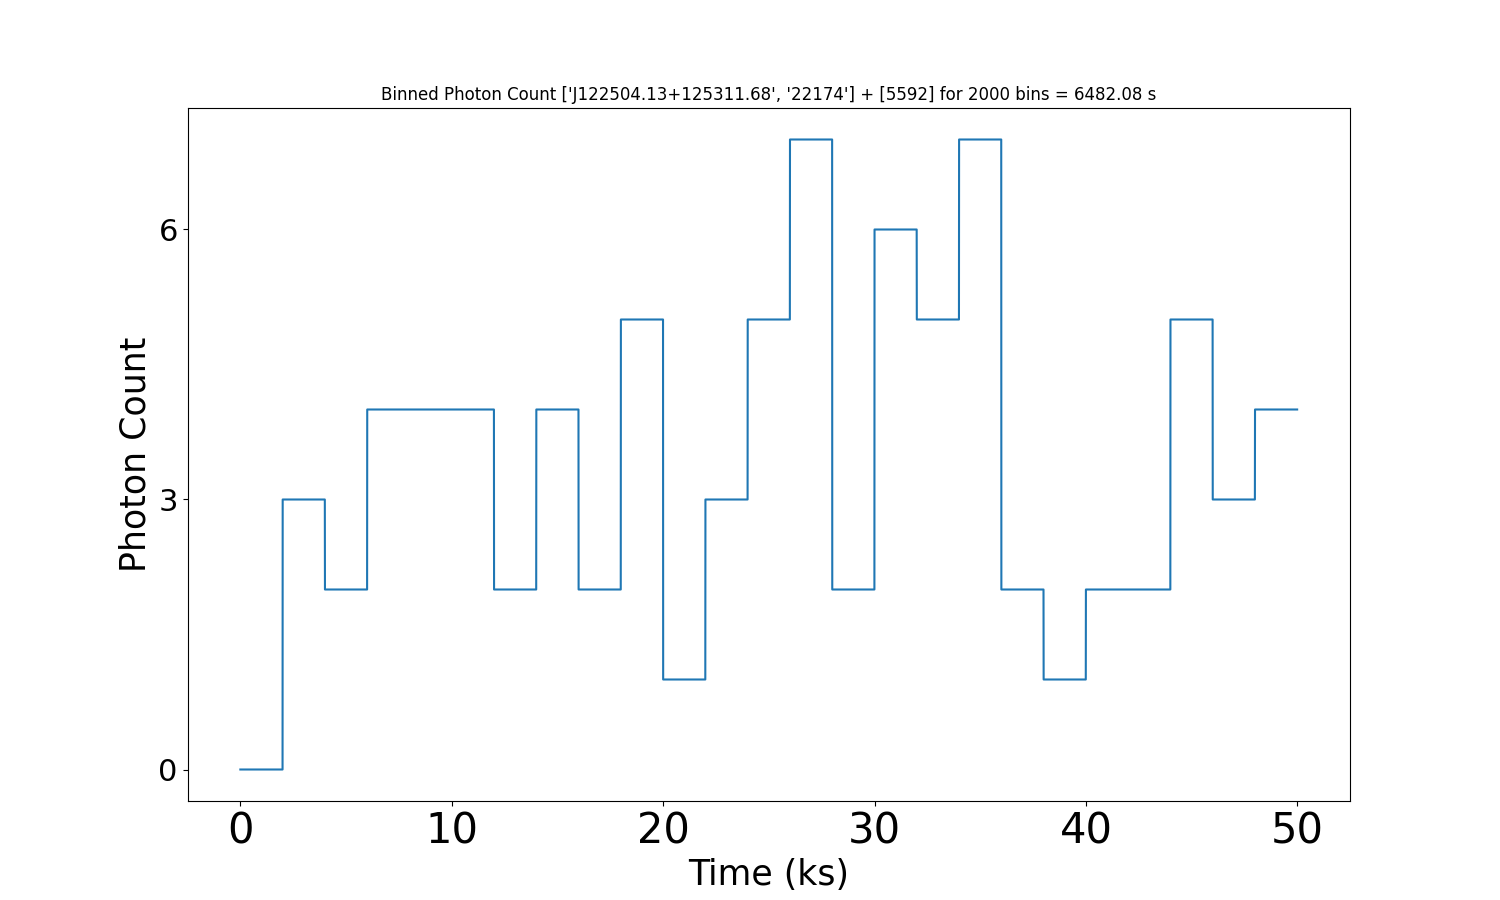 Binned Photon Count ['J122504.13+125311.68', '22174'] + [5592] for 2000 bins = 6482.08 s
6
3
0
Photon Count
0 10 20 30 40 50
Time (ks)